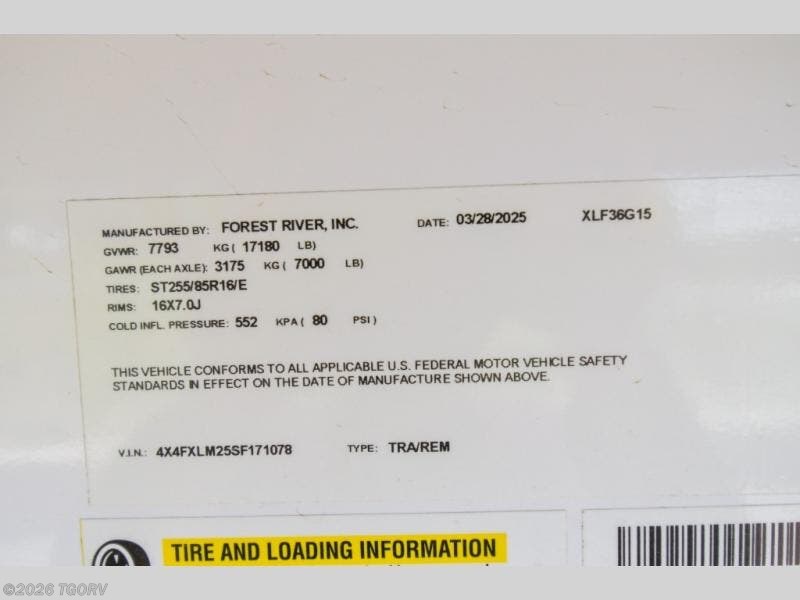 MANUFACTURED BY: FOREST RIVER, INC. DATE: 03/28/2025 XLF36G15
GVWR: 7793 KG ( 17180 LB)
GAWR (EACH AXLE): 3175 KG ( 7000 LB)
TIRES: ST255/85R16/E
RIMS: 16X7.0J
COLD INFL. PRESSURE: 552 KPA ( 80 PSI )
THIS VEHICLE CONFORMS TO ALL APPLICABLE U.S. FEDERAL MOTOR VEHICLE SAFETY
STANDARDS IN EFFECT ON THE DATE OF MANUFACTURE SHOWN ABOVE.
V.I.N.: 4X4FXLM25SF171078 TYPE: TRA/REM
TIRE AND LOADING INFORMATION
©2026 TGORV